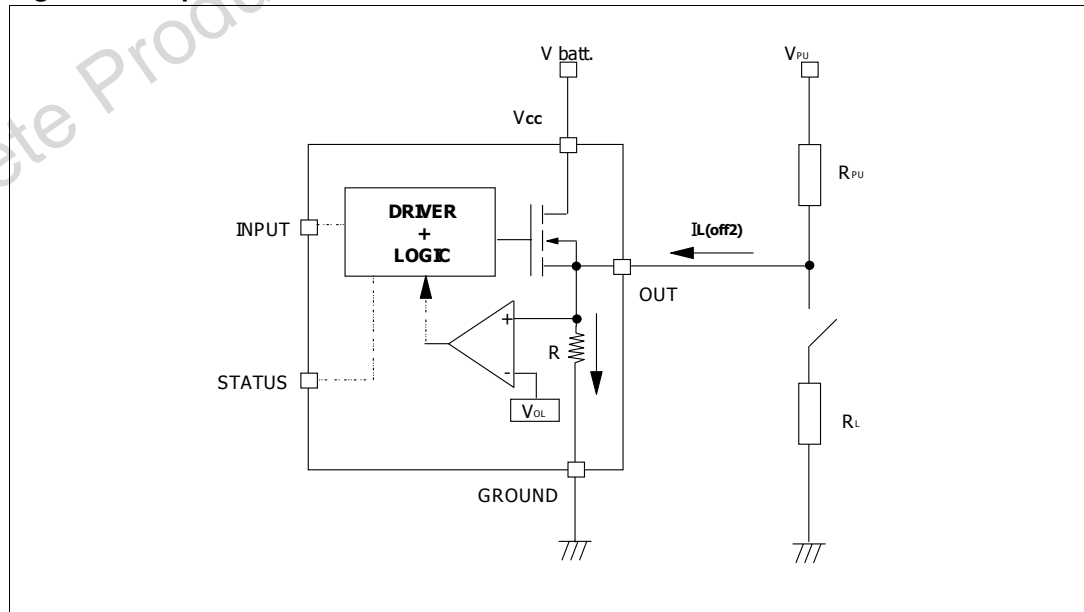 V batt.
VPU
Vcc
RPU
DRIVER
+
LOGIC
INPUT
IL(off2)
OUT
+
R
-
STATUS
VOL
RL
GROUND